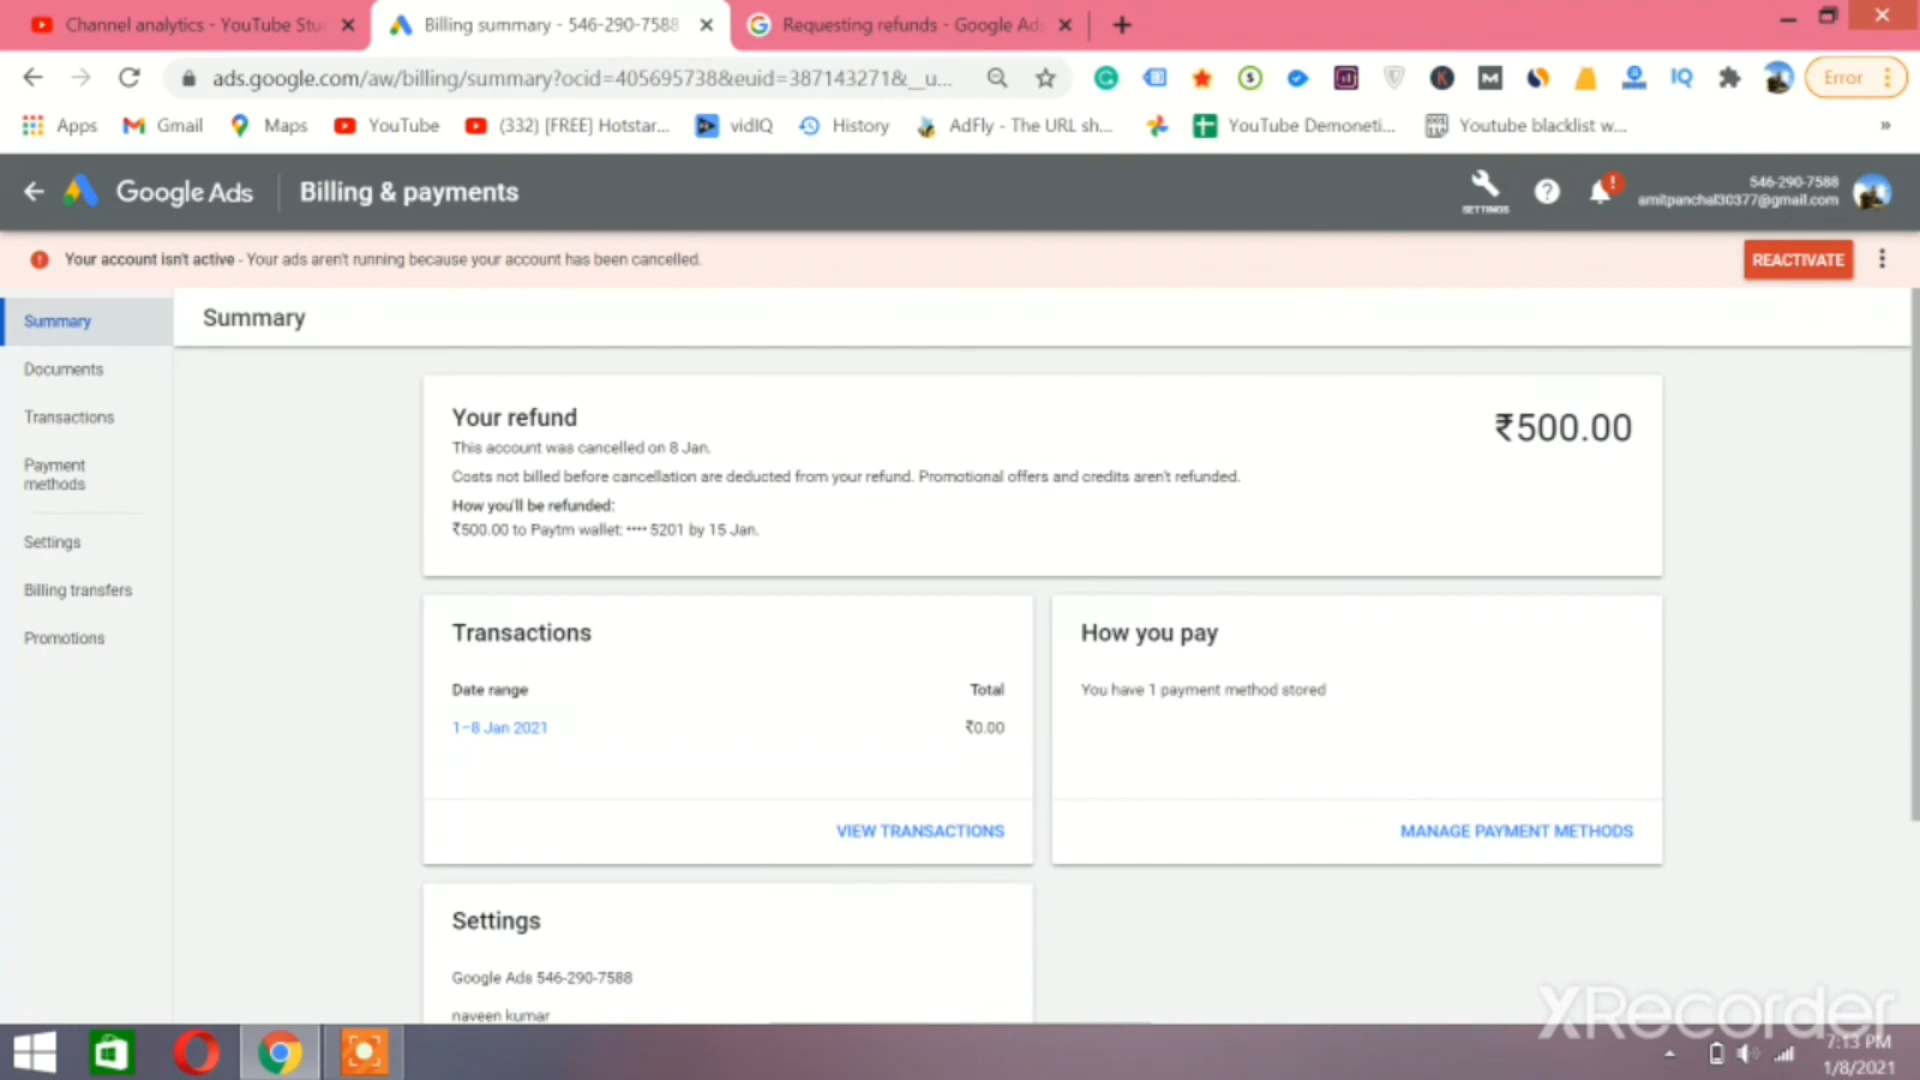 Channel analytics - YouTube Stu
Billing summary - 546-290-7588
Requesting refunds - Google Ad
ads.google.com/aw/billing/summary?ocid=405695738&euid=387143271&__u...
Error
Apps
Gmail
Maps
YouTube
(332) [FREE] Hotstar...
vidIQ
History
AdFly - The URL sh...
YouTube Demoneti...
Youtube blacklist w...
Google Ads
Billing & payments
SETTINGS
546-290-7588
amitpanchal30377@gmail.com
Your account isn't active - Your ads aren't running because your account has been cancelled.
REACTIVATE
Summary
Documents
Transactions
Payment
methods
Settings
Billing transfers
Promotions
Summary
Your refund
₹500.00
This account was cancelled on 8 Jan.
Costs not billed before cancellation are deducted from your refund. Promotional offers and credits aren't refunded.
How you'll be refunded:
₹500.00 to Paytm wallet: •••• 5201 by 15 Jan.
Transactions
Date range
Total
1–8 Jan 2021
₹0.00
VIEW TRANSACTIONS
How you pay
You have 1 payment method stored
MANAGE PAYMENT METHODS
Settings
Google Ads 546-290-7588
naveen kumar
XRecorder
7:13 PM
1/8/2021